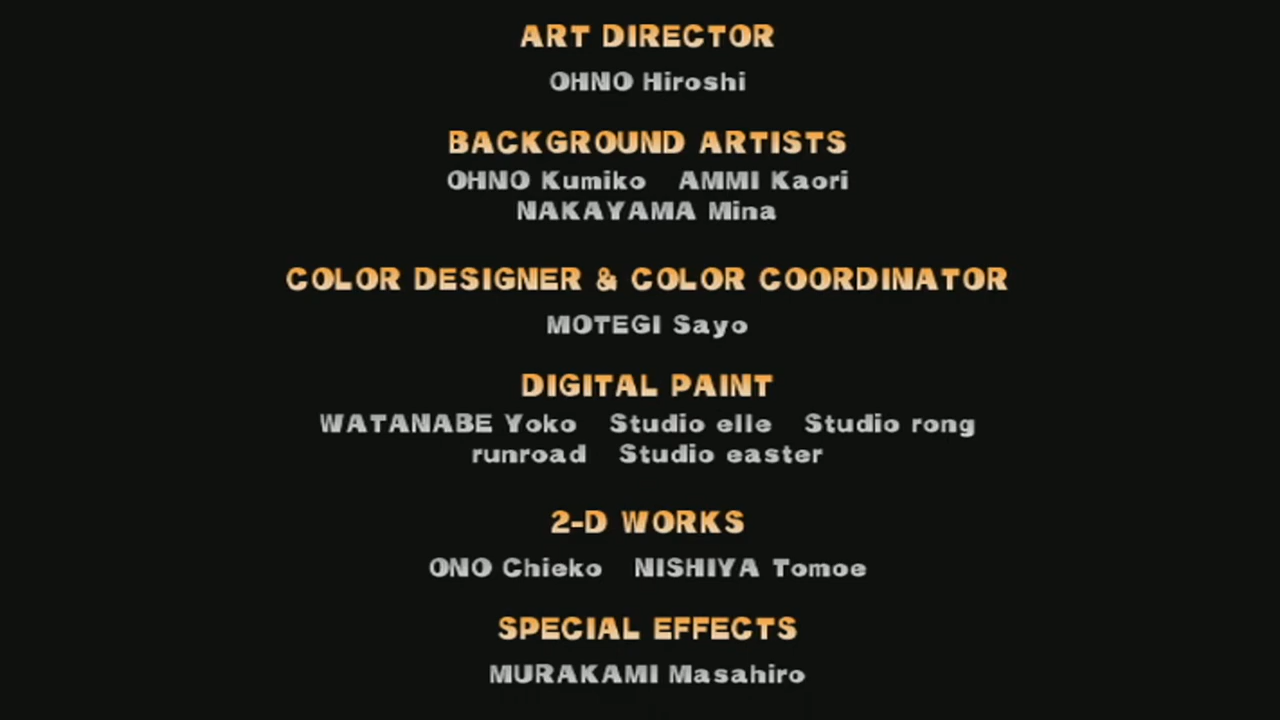 ART DIRECTOR
OHNO Hiroshi
BACKGROUND ARTISTS
OHNO Kumiko AMMI Kaori
NAKAYAMA Mina
COLOR DESIGNER & COLOR COORDINATOR
MOTEGI Sayo
DIGITAL PAINT
WATANABE Yoko Studio elle Studio rong
runroad Studio easter
2-D WORKS
ONO Chieko NISHIYA Tomoe
SPECIAL EFFECTS
MURAKAMI Masahiro